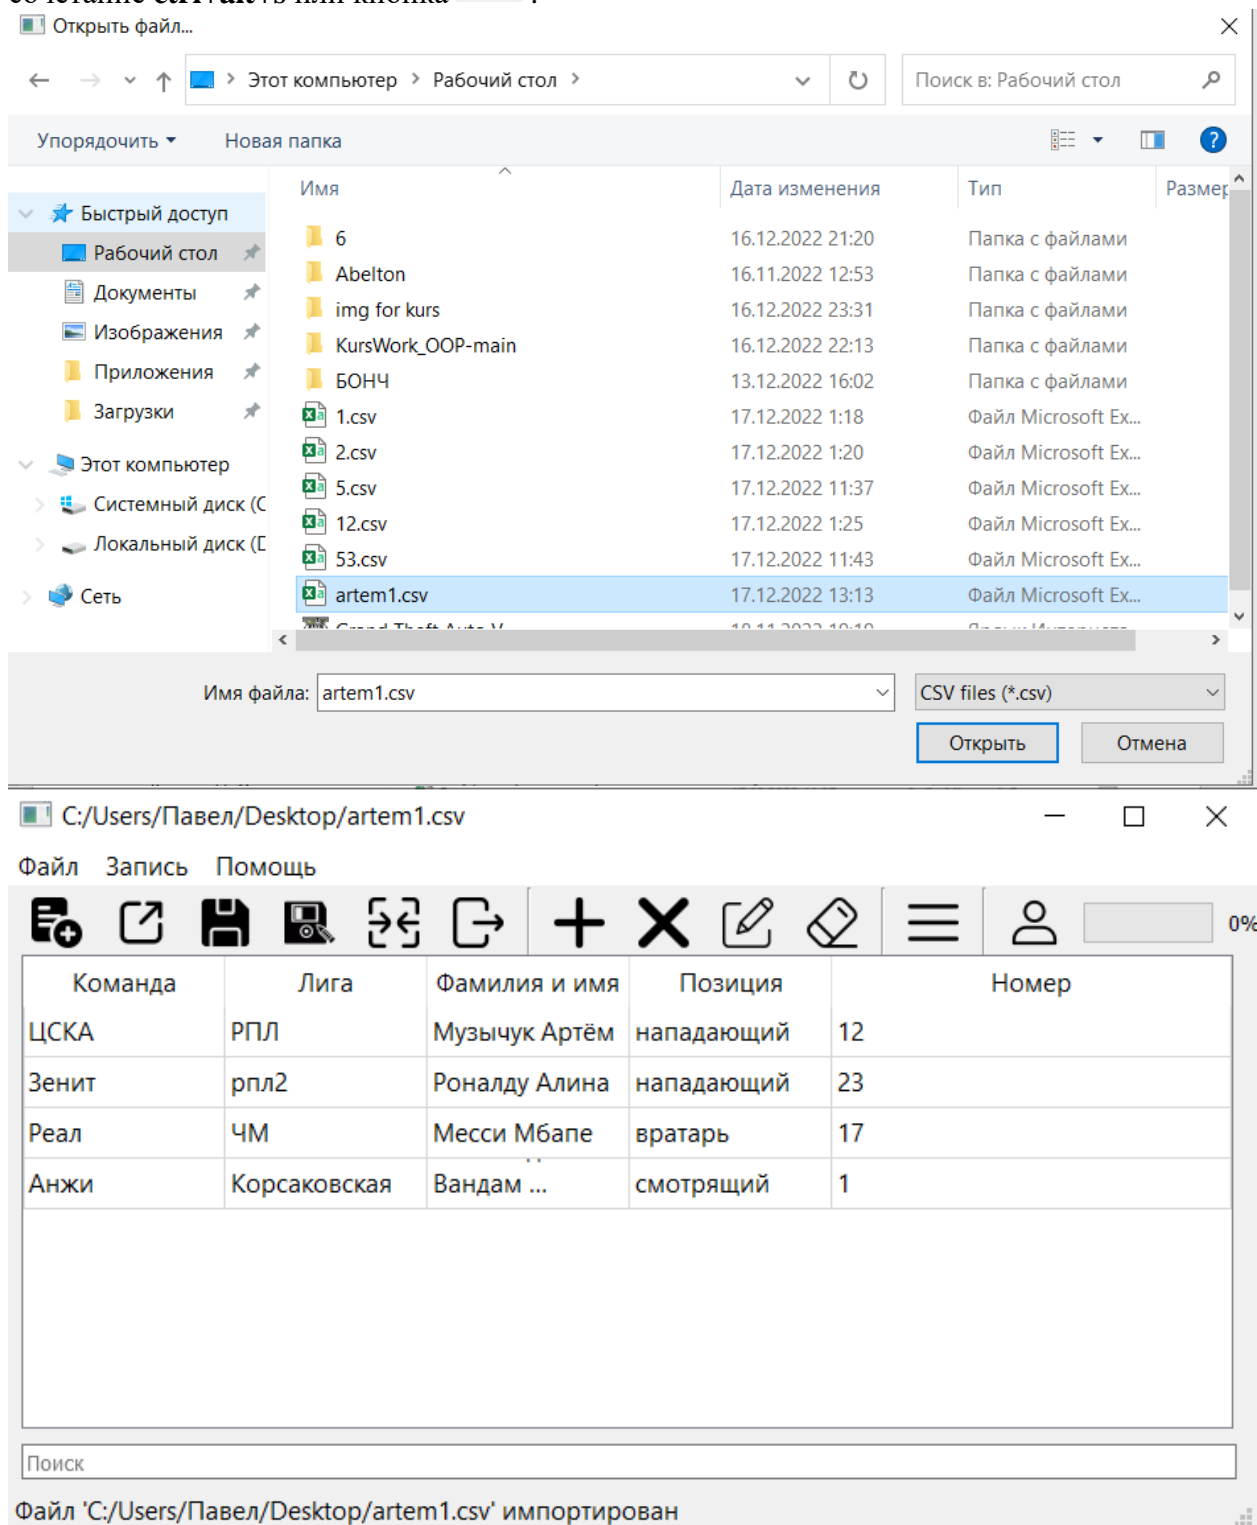 сочетание ctrl+alt+s или кнопка .
Открыть файл...
Этот компьютер > Рабочий стол >
Поиск в: Рабочий стол
Упорядочить Новая папка
Имя Дата изменения Тип Размер
Быстрый доступ
Рабочий стол
Документы
Изображения
Приложения
Загрузки
Этот компьютер
Системный диск (С
Локальный диск (D
Сеть
6 16.12.2022 21:20 Папка с файлами
Abelton 16.11.2022 12:53 Папка с файлами
img for kurs 16.12.2022 23:31 Папка с файлами
KursWork_OOP-main 16.12.2022 22:13 Папка с файлами
БОНЧ 13.12.2022 16:02 Папка с файлами
1.csv 17.12.2022 1:18 Файл Microsoft Ex...
2.csv 17.12.2022 1:20 Файл Microsoft Ex...
5.csv 17.12.2022 11:37 Файл Microsoft Ex...
12.csv 17.12.2022 1:25 Файл Microsoft Ex...
53.csv 17.12.2022 11:43 Файл Microsoft Ex...
artem1.csv 17.12.2022 13:13 Файл Microsoft Ex...
Grand Theft Auto V
Имя файла: artem1.csv CSV files (*.csv)
Открыть Отмена
C:/Users/Павел/Desktop/artem1.csv
Файл Запись Помощь
0%
Команда Лига Фамилия и имя Позиция Номер
ЦСКА РПЛ Музычук Артём нападающий 12
Зенит рпл2 Роналду Алина нападающий 23
Реал ЧМ Месси Мбапе вратарь 17
Анжи Корсаковская Вандам ... смотрящий 1
Поиск
Файл 'C:/Users/Павел/Desktop/artem1.csv' импортирован